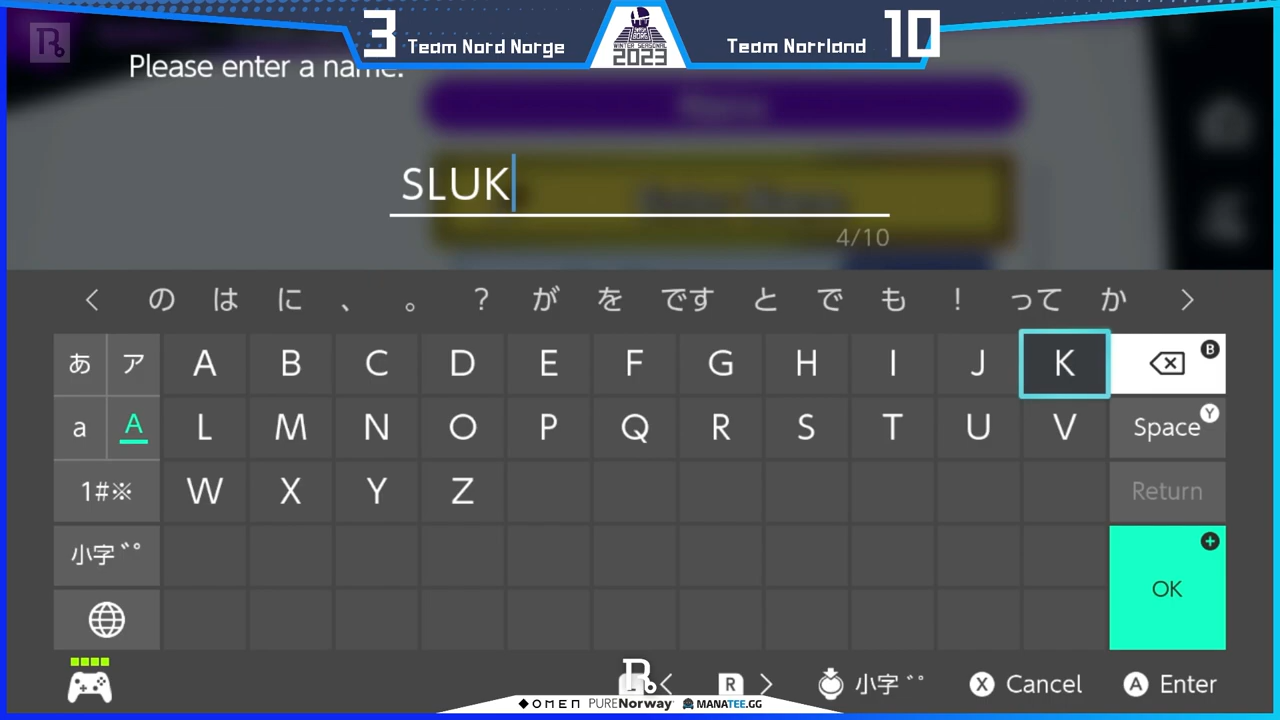 3 Team Nord Norge
Team Norrland 10
WINTER SEASONAL
2023
Please enter a name.
SLUK
4/10
< の は に 、 。 ? が を です と で も ! って か >
あ ア A B C D E F G H I J K B
a A L M N O P Q R S T U V Space Y
1#※ W X Y Z Return
小字゛゜
+
OK
L < R > 小字゛゜ X Cancel A Enter
OMEN PURENorway MANATEE.GG